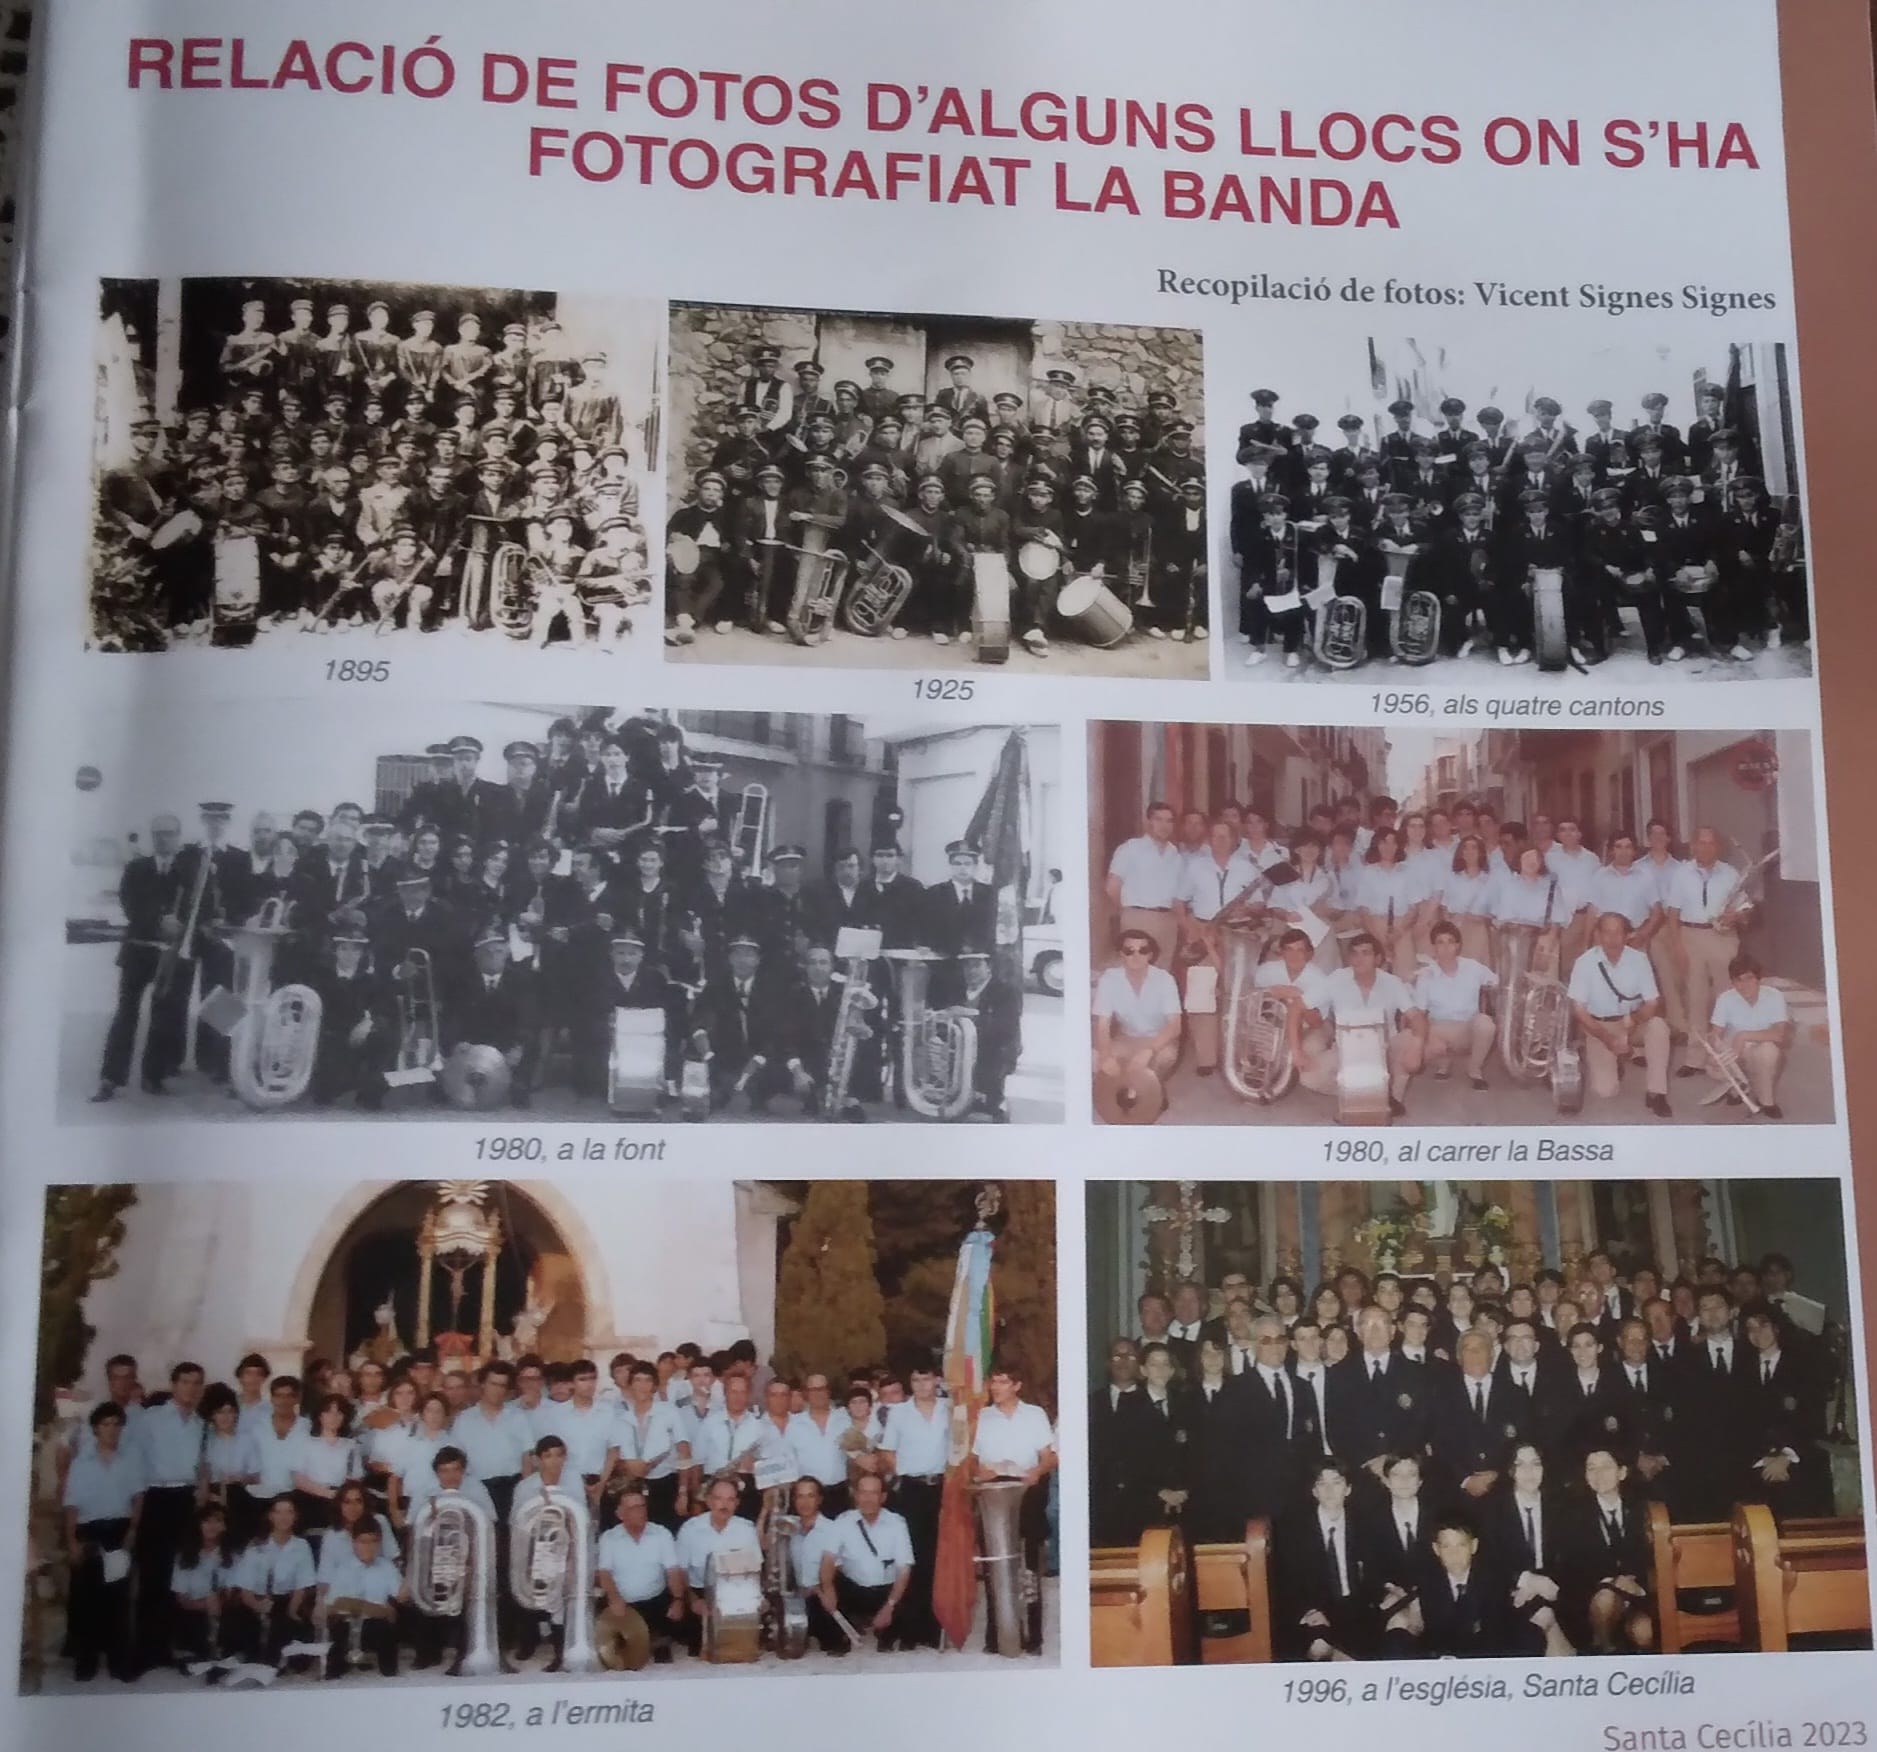 RELACIÓ DE FOTOS D'ALGUNS LLOCS ON S'HA
FOTOGRAFIAT LA BANDA
Recopilació de fotos: Vicent Signes Signes
1895
1925
1956, als quatre cantons
1980, a la font
1980, al carrer la Bassa
1982, a l'ermita
1996, a l'església, Santa Cecília
Santa Cecília 2023